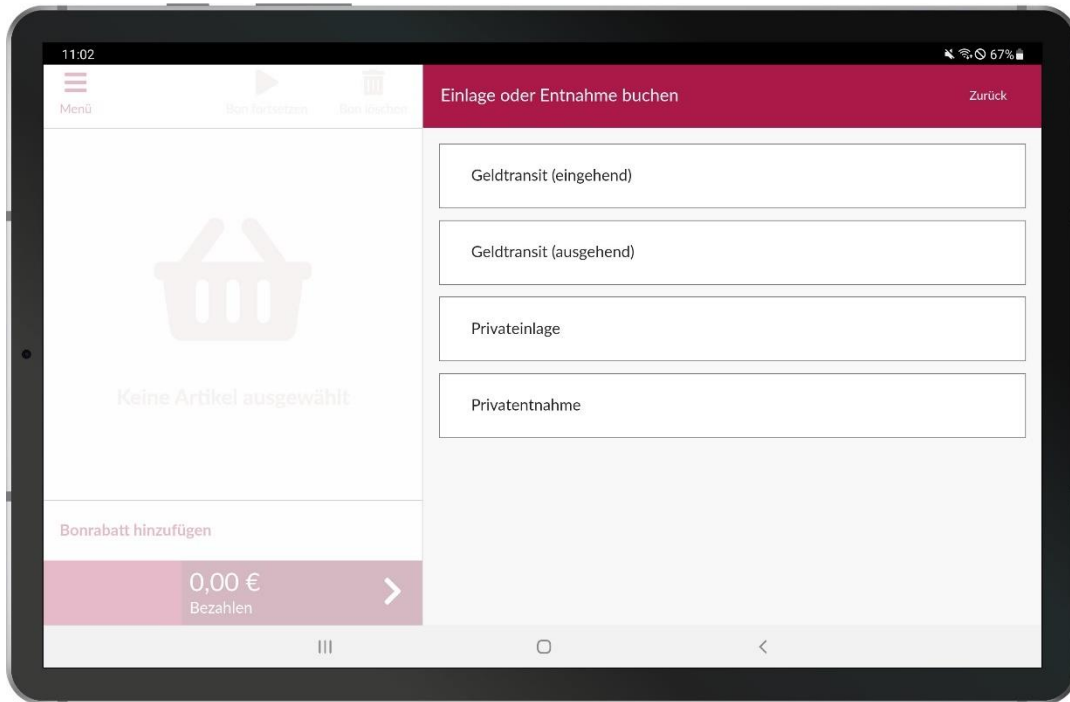 11:02
67%
Menü
Bon fortsetzen
Bon löschen
Einlage oder Entnahme buchen
Zurück
Keine Artikel ausgewählt
Bonrabatt hinzufügen
0,00 €
Bezahlen
Geldtransit (eingehend)
Geldtransit (ausgehend)
Privateinlage
Privatentnahme